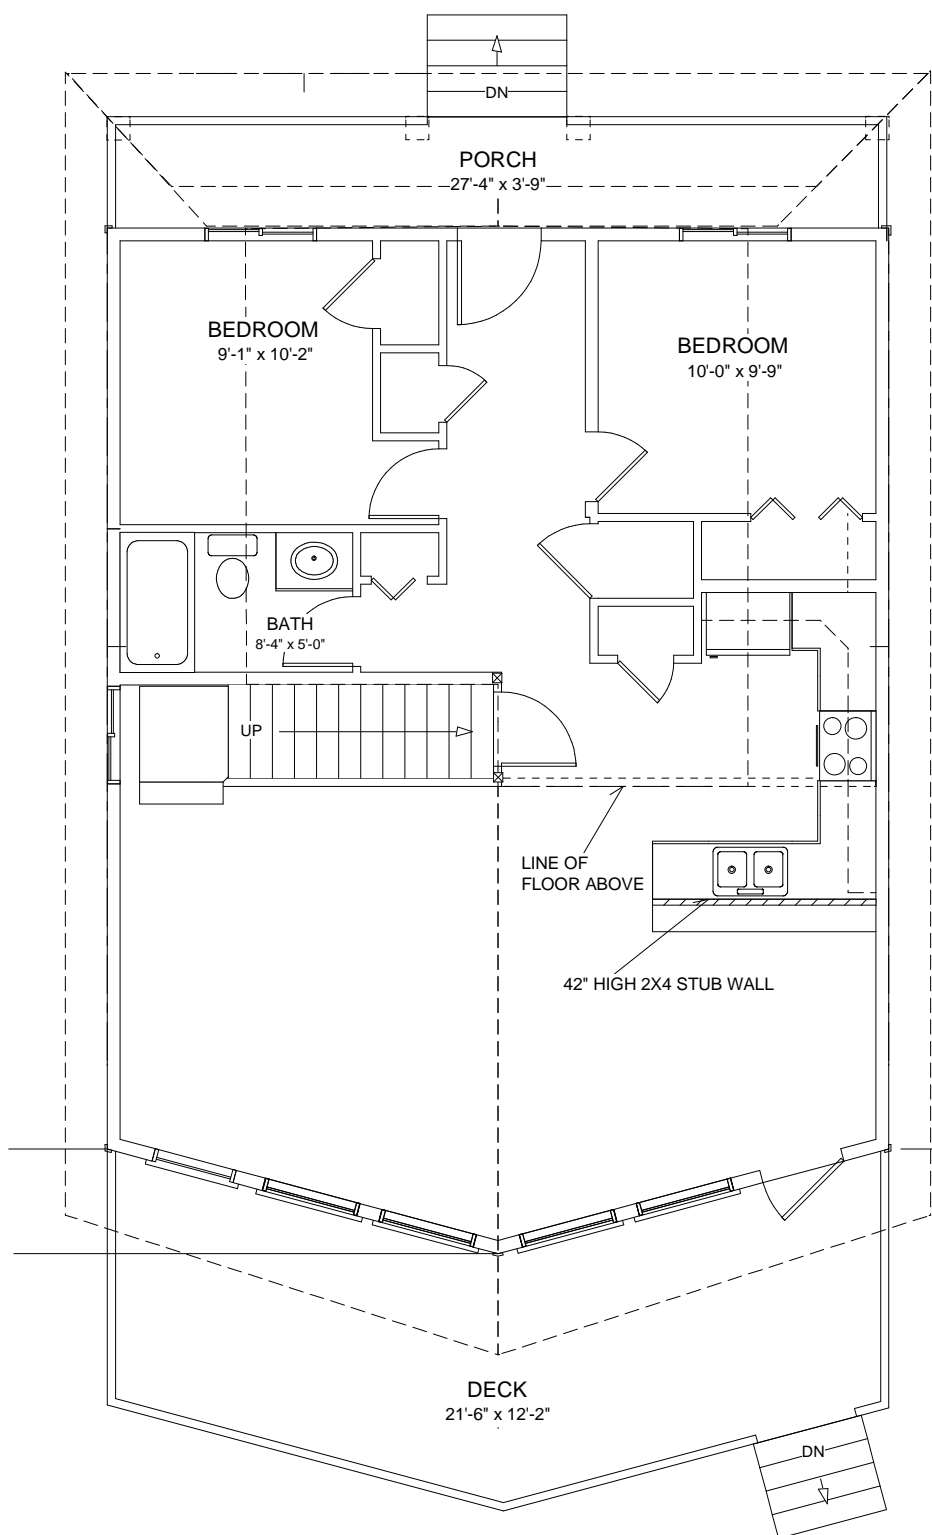 DN
PORCH
27'-4" x 3'-9"
BEDROOM
9'-1" x 10'-2"
BEDROOM
10'-0" x 9'-9"
BATH
8'-4" x 5'-0"
UP
LINE OF
FLOOR ABOVE
42" HIGH 2X4 STUB WALL
DECK
21'-6" x 12'-2"
DN